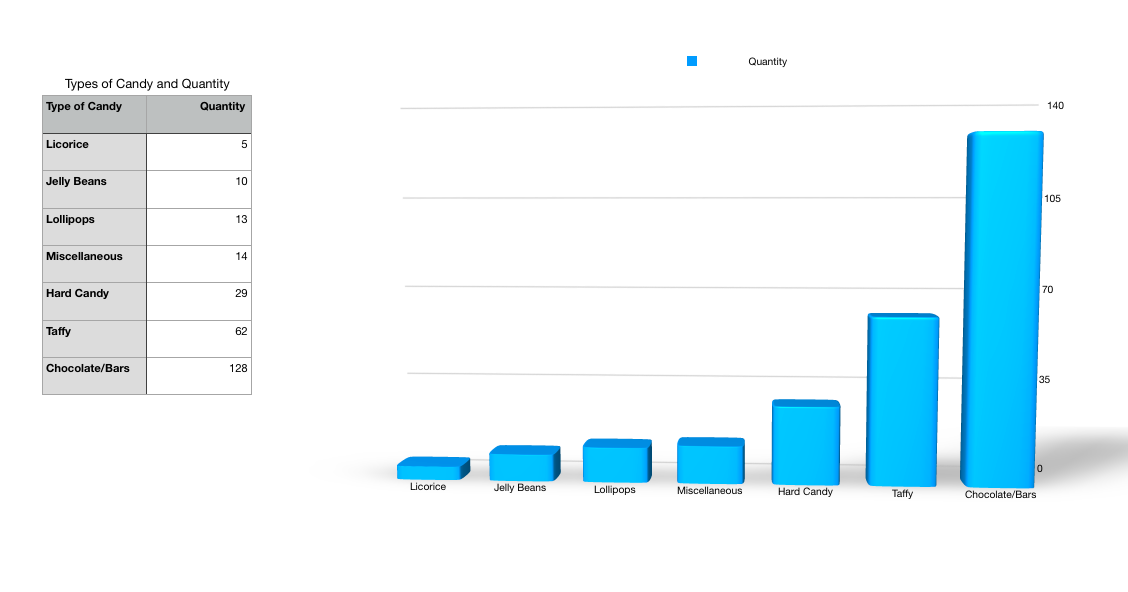 Types of Candy and Quantity
Type of Candy Quantity
Licorice 5
Jelly Beans 10
Lollipops 13
Miscellaneous 14
Hard Candy 29
Taffy 62
Chocolate/Bars 128
Quantity
140
105
70
35
0
Licorice Jelly Beans Lollipops Miscellaneous Hard Candy Taffy Chocolate/Bars